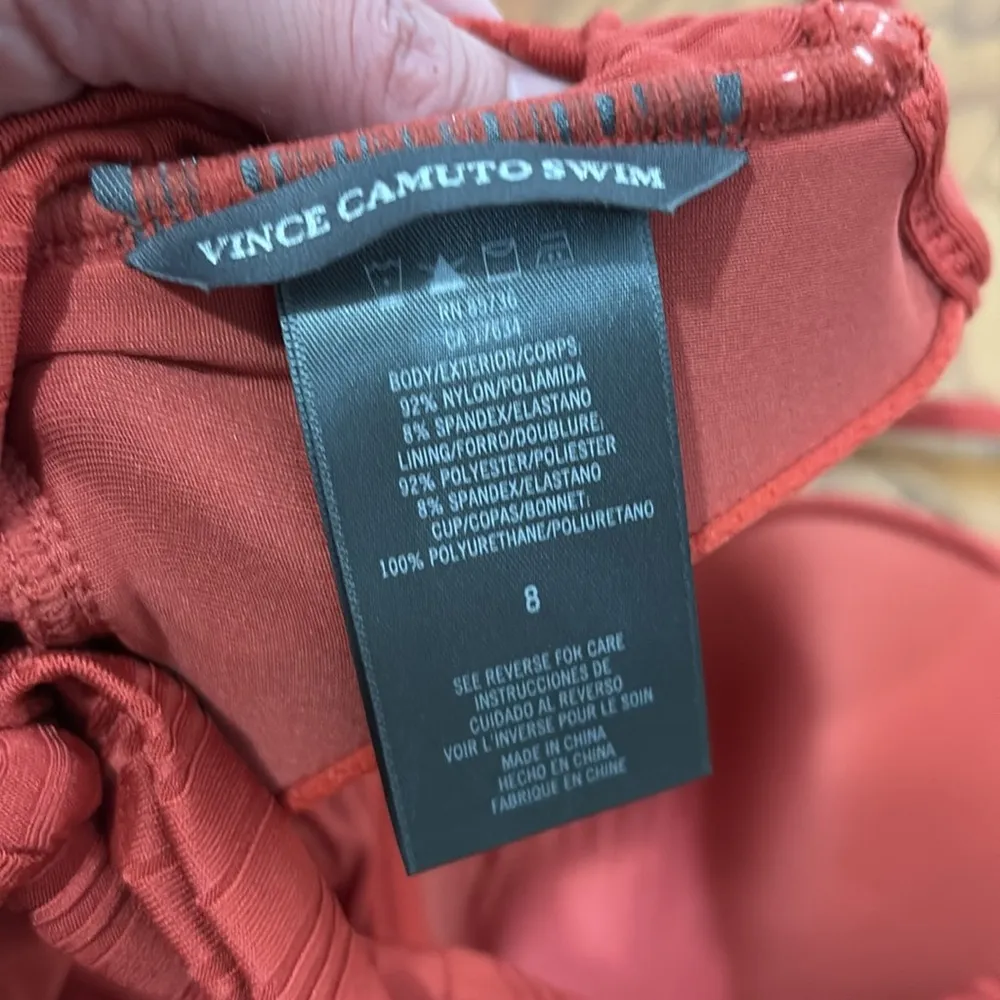 VINCE CAMUTO SWIM
RN
CA
BODY/EXTERIOR/CORPS
92% NYLON/POLIAMIDA
8% SPANDEX/ELASTANO
LINING/FORRO/DOUBLURE:
92% POLYESTER/POLIESTER
8% SPANDEX/ELASTANO
CUP/COPAS/BONNET:
100% POLYURETHANE/POLIURETANO
8
SEE REVERSE FOR CARE
INSTRUCCIONES DE
CUIDADO AL REVERSO
VOIR L'INVERSE POUR LE SOIN
MADE IN CHINA
HECHO EN CHINA
FABRIQUE EN CHINE